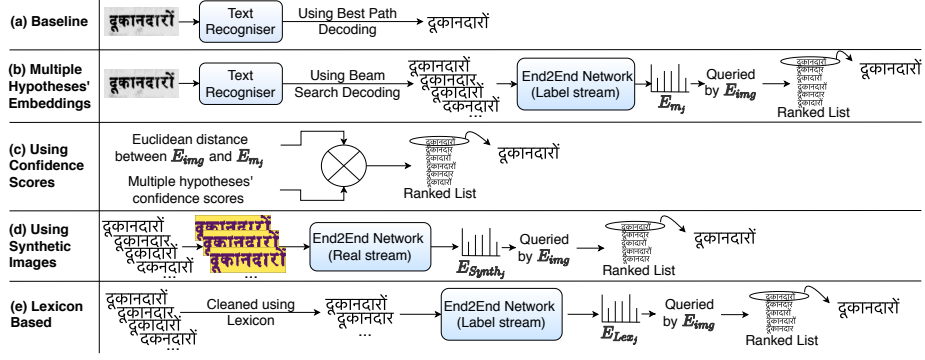 (a) Baseline
दूकानदारों
Text Recogniser
Using Best Path Decoding
दूकानदारों
(b) Multiple Hypotheses' Embeddings
दूकानदारों
Text Recogniser
Using Beam Search Decoding
दूकानदारों
दूकानदार
दुकानदारों
दकनदारों
...
End2End Network (Label stream)
E_mj
Queried by E_img
दूकानदारों
Ranked List
दूकानदारों
(c) Using Confidence Scores
Euclidean distance between E_img and E_mj
Multiple hypotheses' confidence scores
दूकानदारों
Ranked List
दूकानदारों
(d) Using Synthetic Images
दूकानदारों
दूकानदार
दुकादारों
दकनदारों
...
दूकानदारों
...
End2End Network (Real stream)
E_Synthj
Queried by E_img
दूकानदारों
Ranked List
दूकानदारों
(e) Lexicon Based
दूकानदारों
दूकानदार
दुकादारों
दकनदारों
...
Cleaned using Lexicon
दूकानदारों
दूकानदार
...
End2End Network (Label stream)
E_Lexj
Queried by E_img
दूकानदारों
Ranked List
दूकानदारों